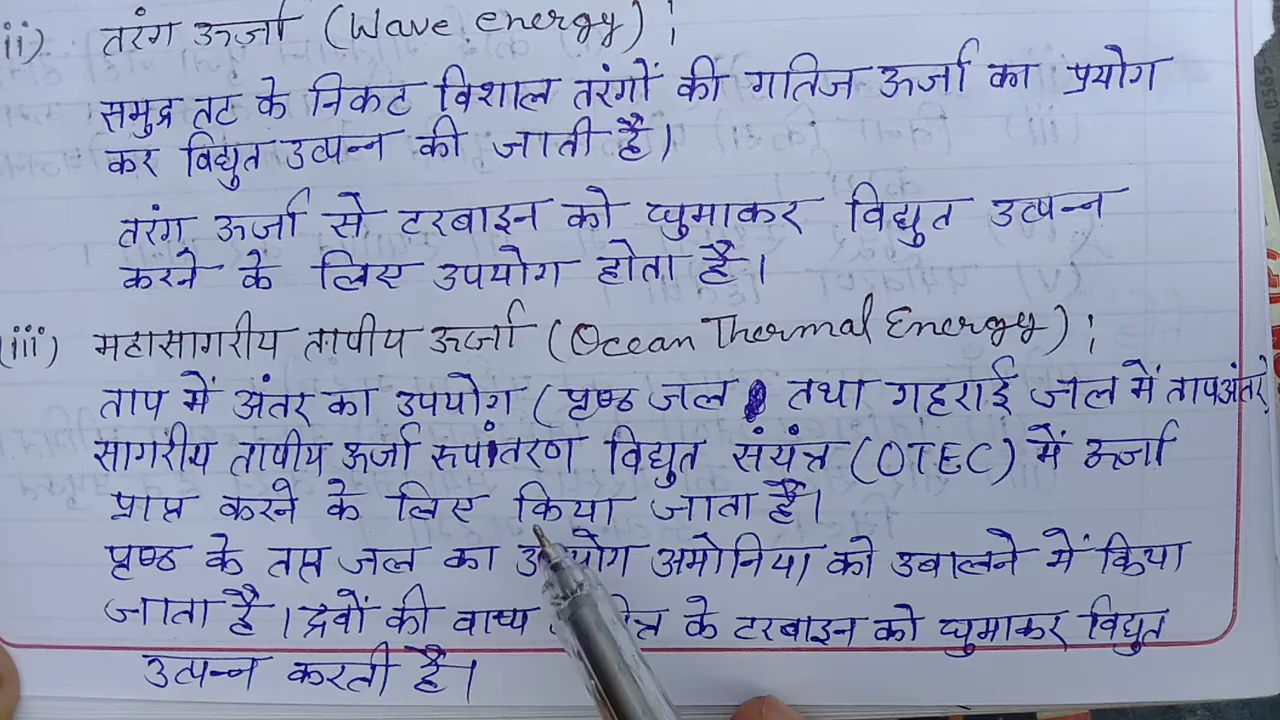 ii) तरंग ऊर्जा (Wave energy) ;
समुद्र तट के निकट विशाल तरंगों की गतिज ऊर्जा का प्रयोग
कर विद्युत उत्पन्न की जाती है।
तरंग ऊर्जा से टरबाइन को घुमाकर विद्युत उत्पन्न
करने के लिए उपयोग होता है।
(iii) महासागरीय तापीय ऊर्जा (Ocean Thermal Energy) ;
ताप में अंतर का उपयोग (पृष्ठ जल तथा गहराई जल में ताप अंतर)
सागरीय तापीय ऊर्जा रूपांतरण विद्युत संयंत्र (OTEC) में ऊर्जा
प्राप्त करने के लिए किया जाता है।
पृष्ठ के तप्त जल का अमोनिया को उबालने में किया
जाता है। द्रवों की वाष्प के टरबाइन को घुमाकर विद्युत
उत्पन्न करती है।